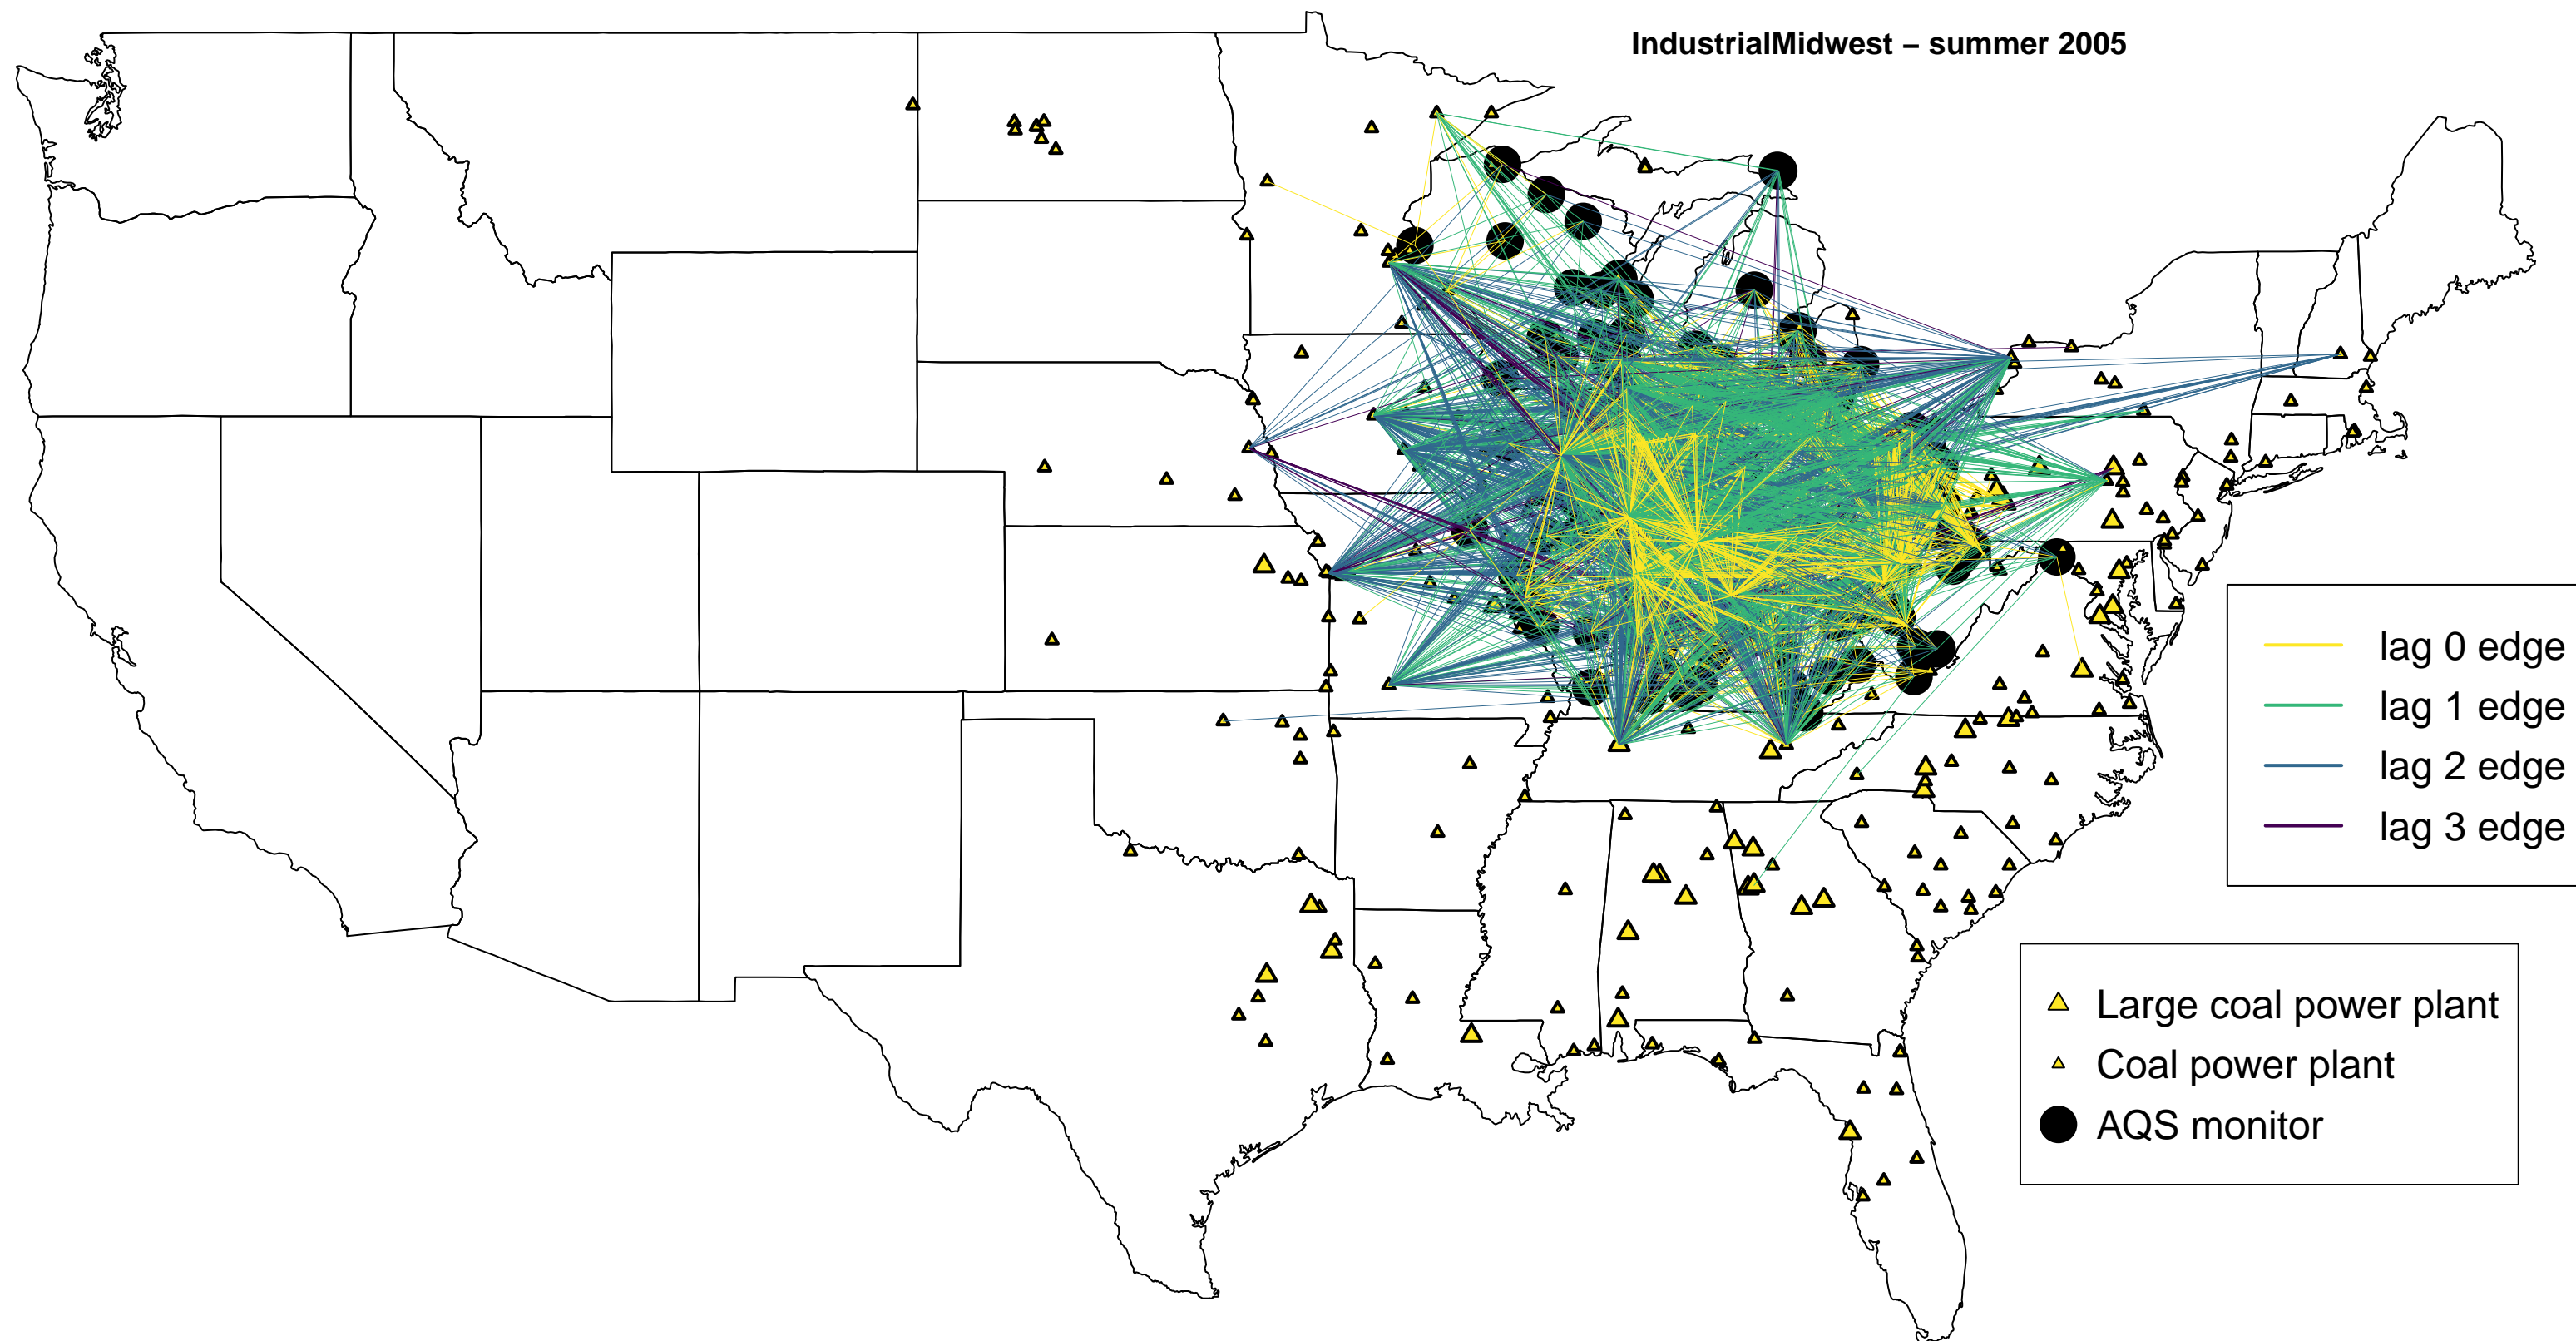 IndustrialMidwest – summer 2005
lag 0 edge
lag 1 edge
lag 2 edge
lag 3 edge
Large coal power plant
Coal power plant
AQS monitor